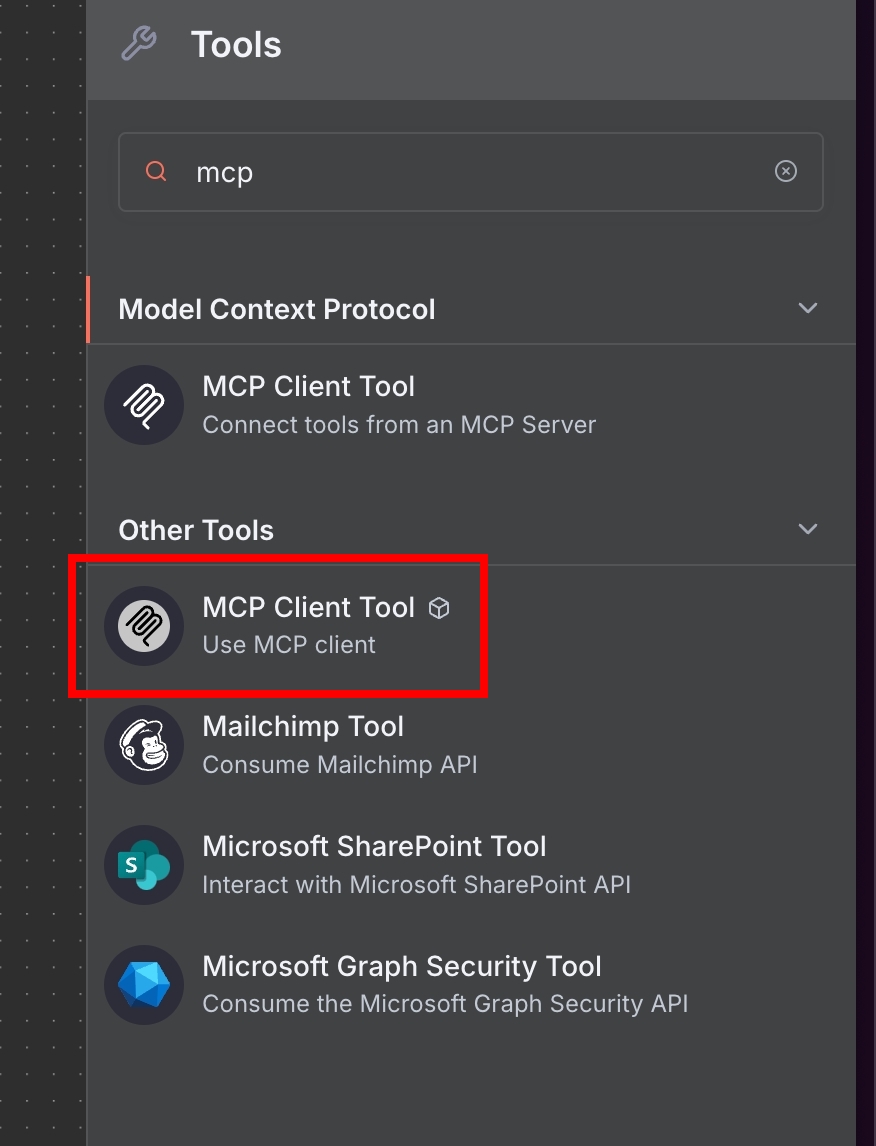 Tools
mcp
Model Context Protocol
MCP Client Tool
Connect tools from an MCP Server
Other Tools
MCP Client Tool
Use MCP client
Mailchimp Tool
Consume Mailchimp API
S
Microsoft SharePoint Tool
Interact with Microsoft SharePoint API
Microsoft Graph Security Tool
Consume the Microsoft Graph Security API